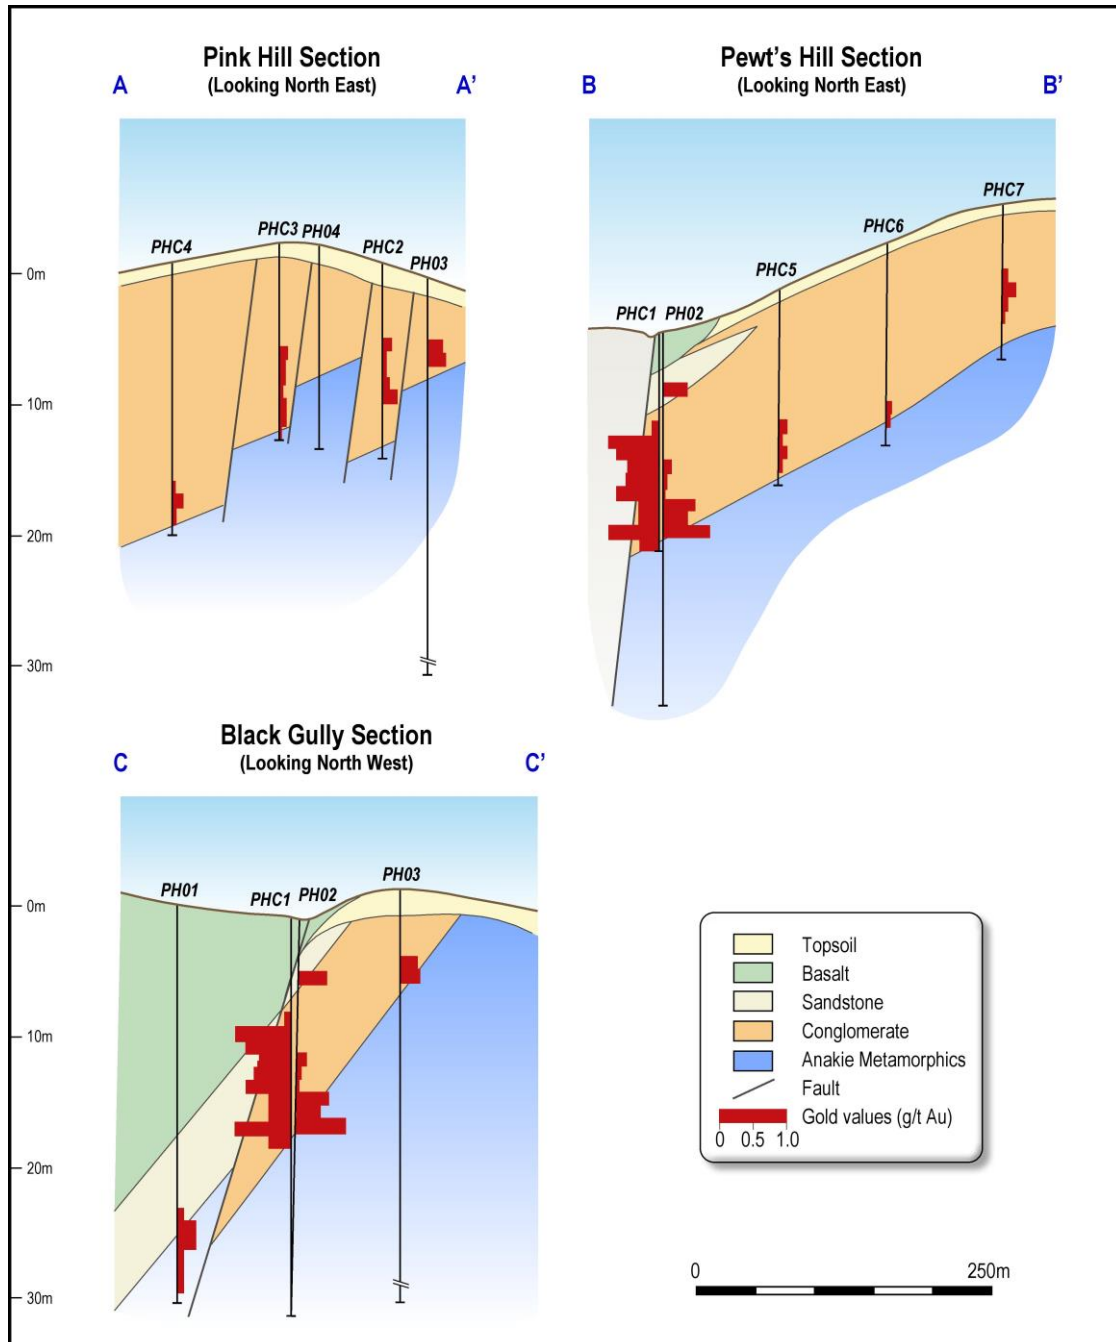 Pink Hill Section
(Looking North East)
A A'
PHC4
PHC3 PH04
PHC2
PH03
Pewt's Hill Section
(Looking North East)
B B'
PHC7
PHC6
PHC5
PHC1 PH02
0m
10m
20m
30m
Black Gully Section
(Looking North West)
C C'
PH01
PHC1
PH02
PH03
0m
10m
20m
30m
Topsoil
Basalt
Sandstone
Conglomerate
Anakie Metamorphics
Fault
Gold values (g/t Au)
0 0.5 1.0
0 250m